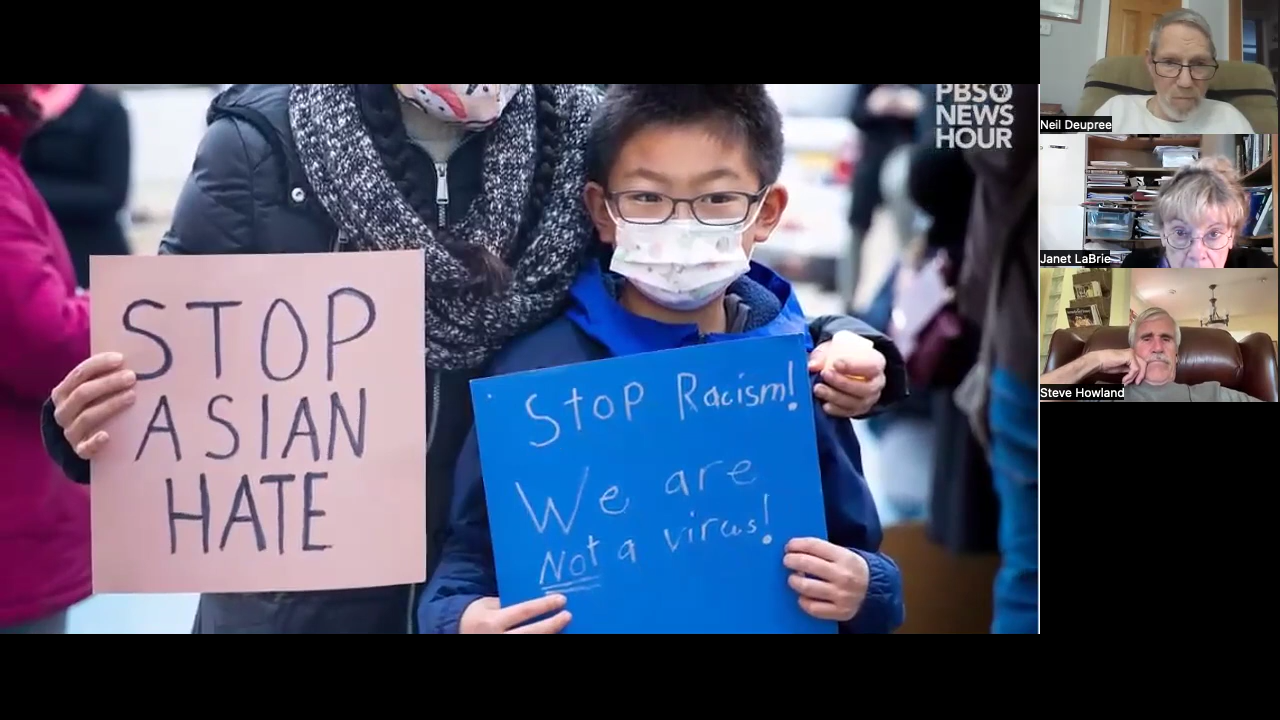 STOP
ASIAN
HATE
Stop Racism!
We are
Not a virus!
PBS
NEWS
HOUR
Neil Deupree
Janet LaBrie
Steve Howland